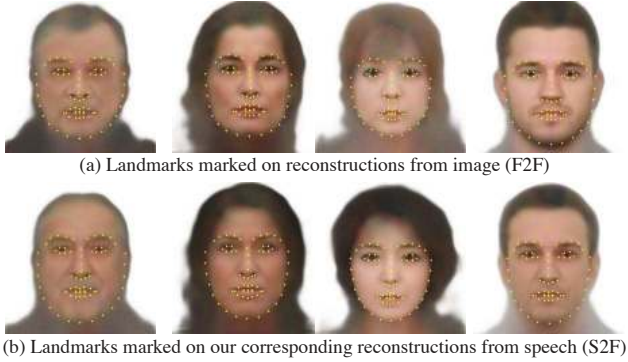 (a) Landmarks marked on reconstructions from image (F2F)
(b) Landmarks marked on our corresponding reconstructions from speech (S2F)